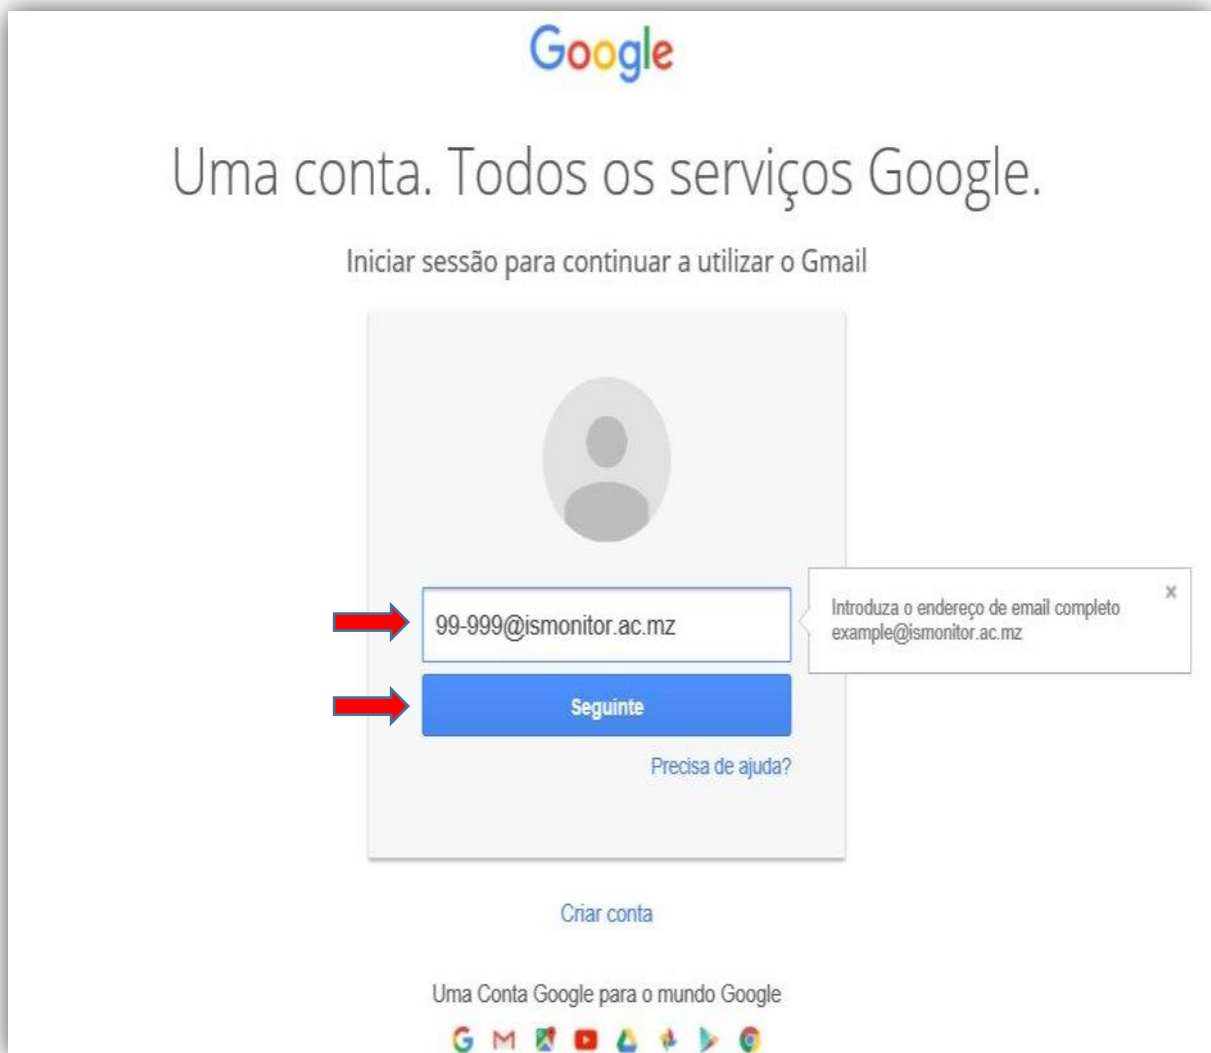 Google
Uma conta. Todos os serviços Google.
Iniciar sessão para continuar a utilizar o Gmail
99-999@ismonitor.ac.mz
Introduza o endereço de email completo
example@ismonitor.ac.mz
Seguinte
Precisa de ajuda?
Criar conta
Uma Conta Google para o mundo Google